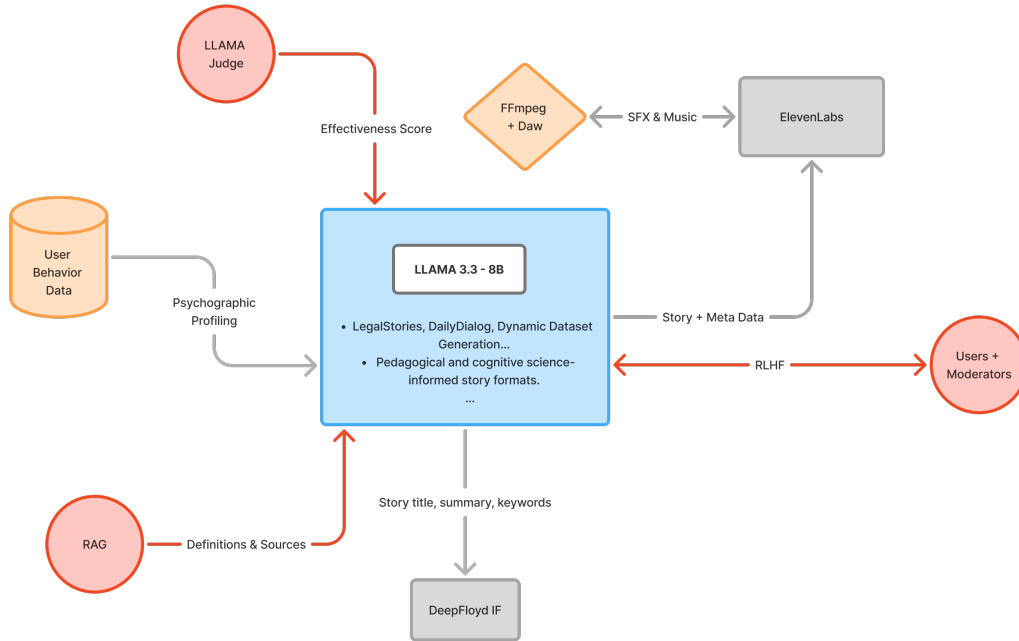 LLAMA
Judge
Effectiveness Score
FFmpeg
+ Daw
SFX & Music
ElevenLabs
User
Behavior
Data
Psychographic
Profiling
LLAMA 3.3 - 8B
• LegalStories, DailyDialog, Dynamic Dataset
Generation...
• Pedagogical and cognitive science-
informed story formats.
...
Story + Meta Data
RLHF
Users +
Moderators
Story title, summary, keywords
RAG
Definitions & Sources
DeepFloyd IF